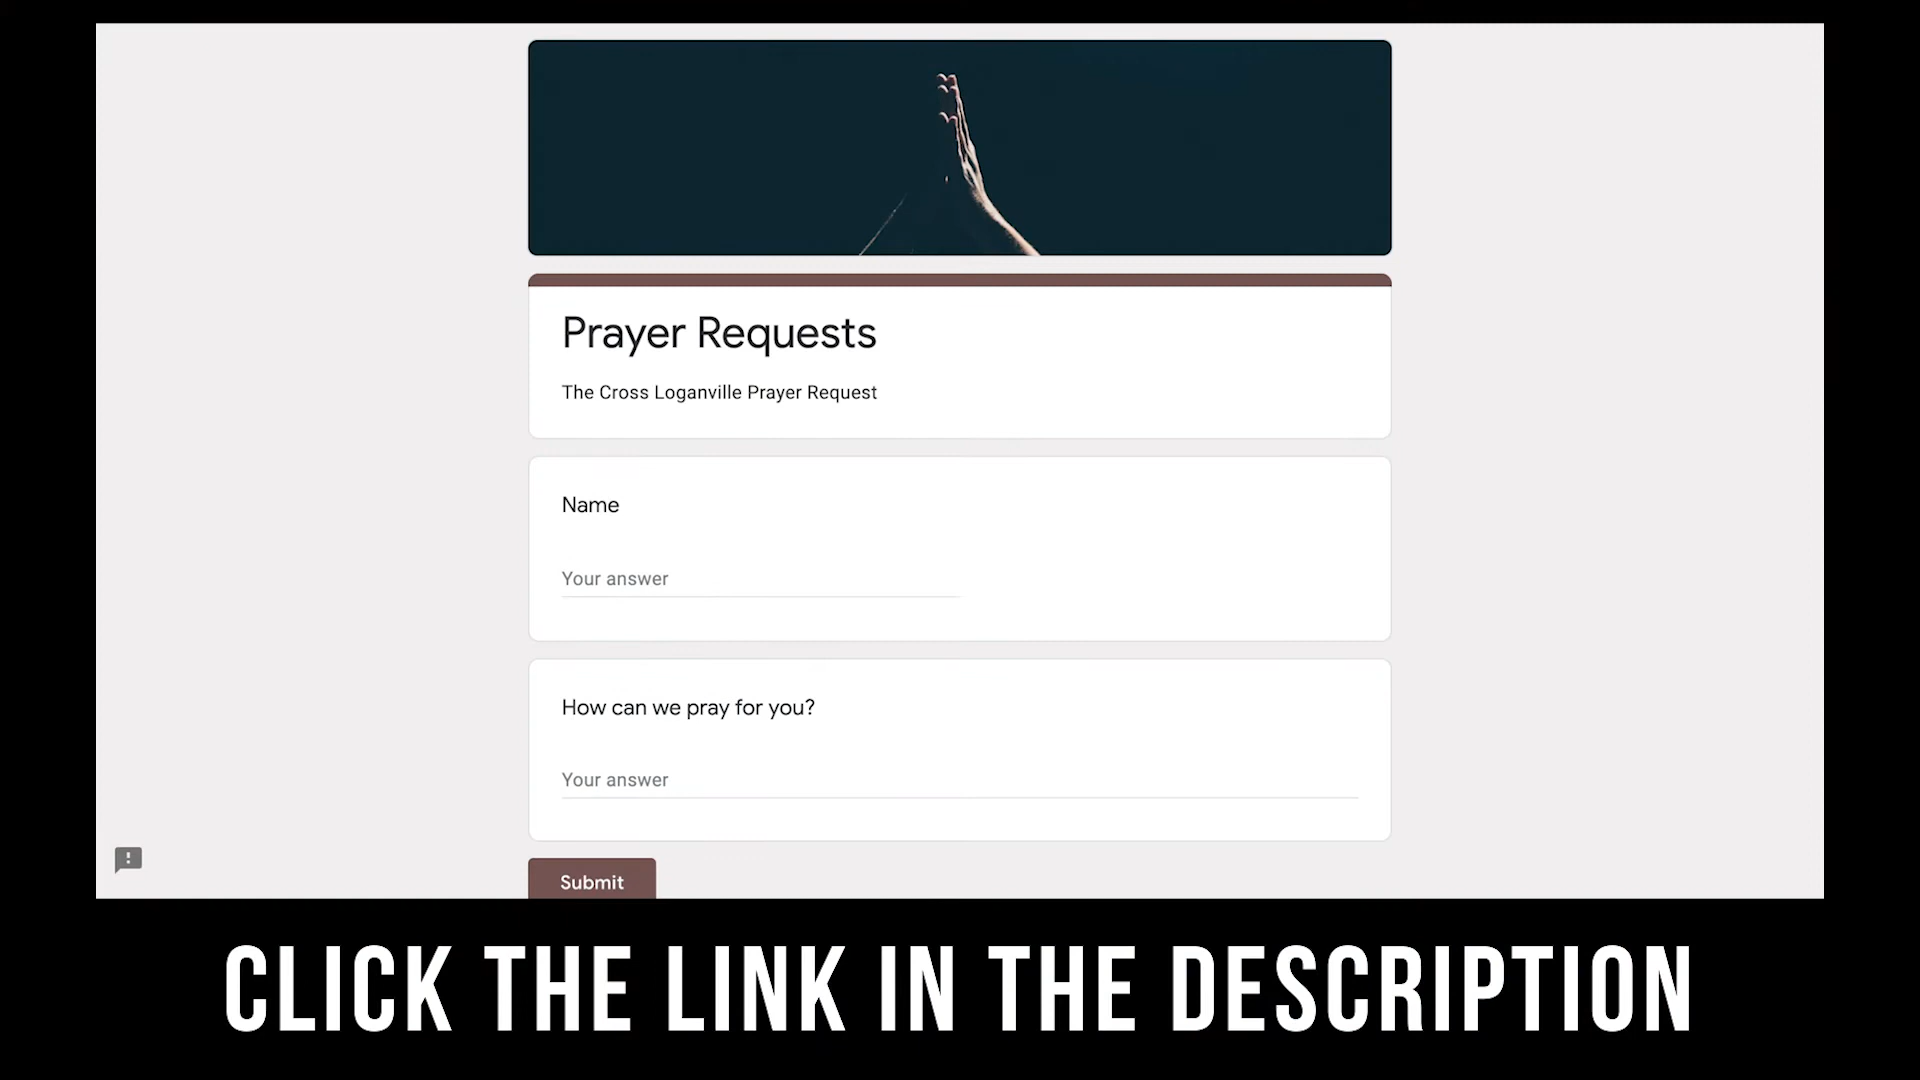 Prayer Requests
The Cross Loganville Prayer Request
Name
Your answer
How can we pray for you?
Your answer
Submit
CLICK THE LINK IN THE DESCRIPTION